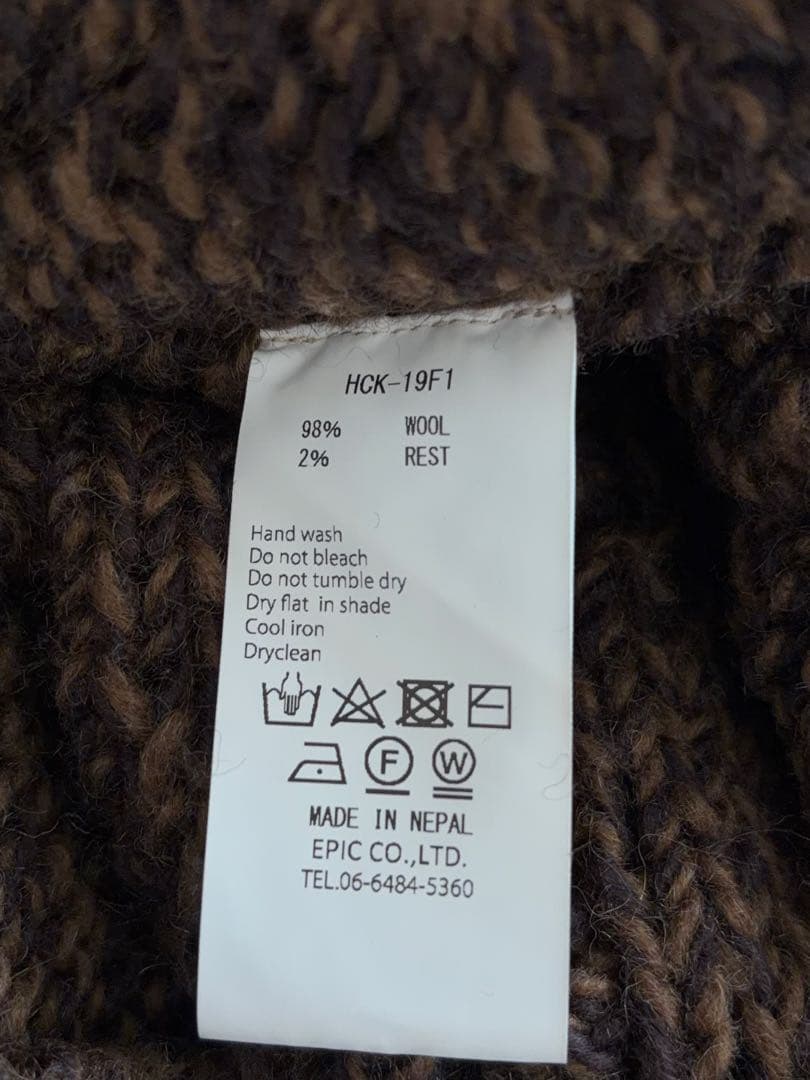 HCK-19F1
98% WOOL
2% REST
Hand wash
Do not bleach
Do not tumble dry
Dry flat in shade
Cool iron
Dryclean
F W
MADE IN NEPAL
EPIC CO.,LTD.
TEL.06-6484-5360